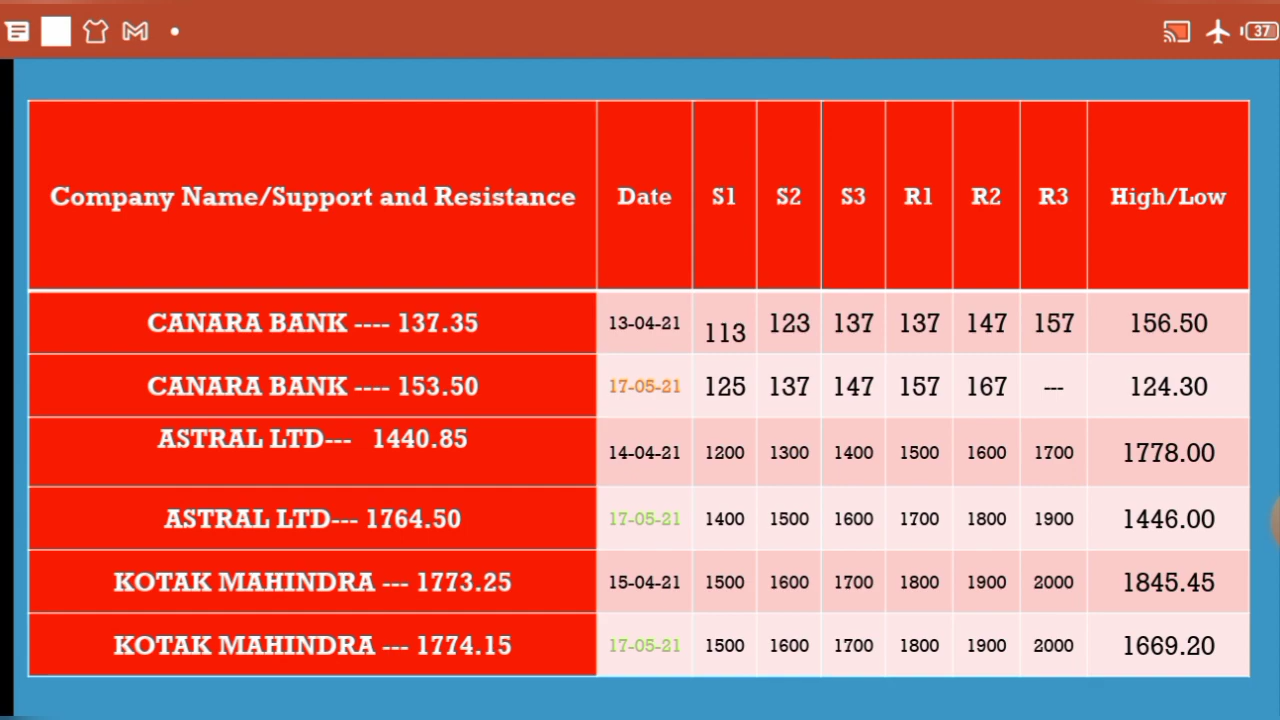 37
Company Name/Support and Resistance Date S1 S2 S3 R1 R2 R3 High/Low
CANARA BANK ---- 137.35 13-04-21 113 123 137 137 147 157 156.50
CANARA BANK ---- 153.50 17-05-21 125 137 147 157 167 --- 124.30
ASTRAL LTD--- 1440.85 14-04-21 1200 1300 1400 1500 1600 1700 1778.00
ASTRAL LTD--- 1764.50 17-05-21 1400 1500 1600 1700 1800 1900 1446.00
KOTAK MAHINDRA --- 1773.25 15-04-21 1500 1600 1700 1800 1900 2000 1845.45
KOTAK MAHINDRA --- 1774.15 17-05-21 1500 1600 1700 1800 1900 2000 1669.20